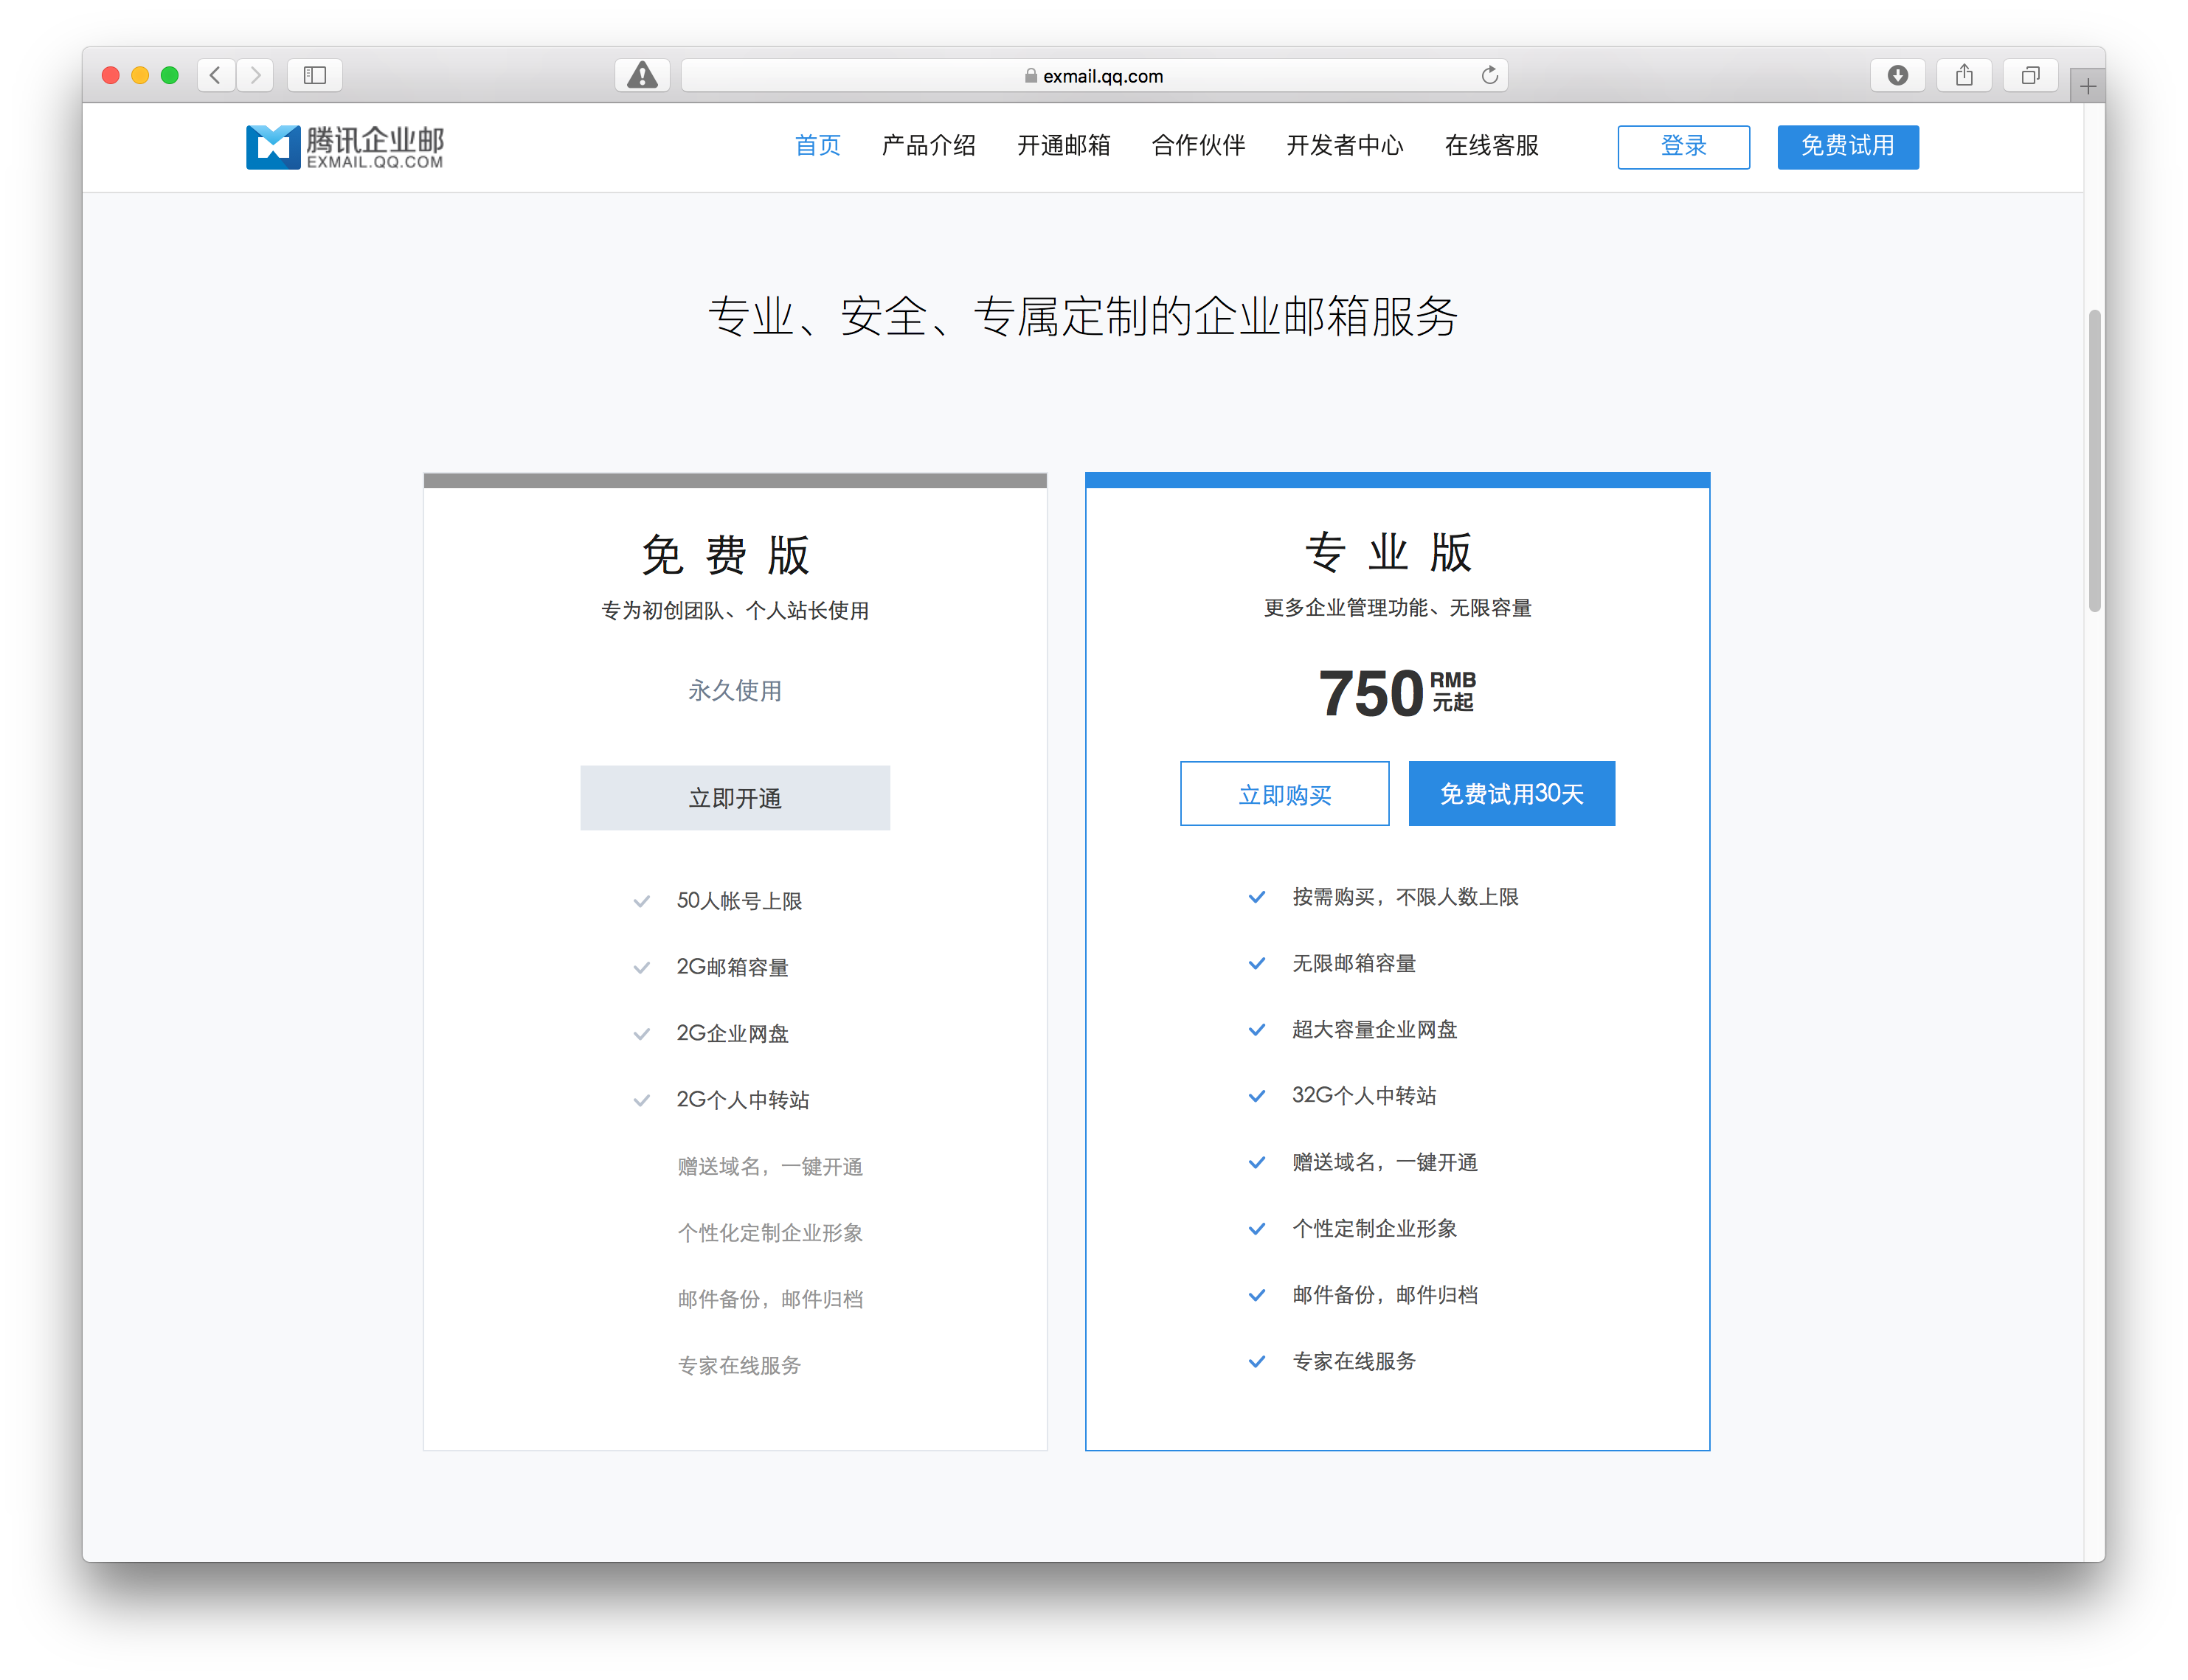 exmail.qq.com
腾讯企业邮
EXMAIL.QQ.COM
首页 产品介绍 开通邮箱 合作伙伴 开发者中心 在线客服 登录 免费试用
专业、安全、专属定制的企业邮箱服务
免费版
专为初创团队、个人站长使用
永久使用
立即开通
50人帐号上限
2G邮箱容量
2G企业网盘
2G个人中转站
赠送域名，一键开通
个性化定制企业形象
邮件备份，邮件归档
专家在线服务
专业版
更多企业管理功能、无限容量
750 RMB
元起
立即购买 免费试用30天
按需购买，不限人数上限
无限邮箱容量
超大容量企业网盘
32G个人中转站
赠送域名，一键开通
个性定制企业形象
邮件备份，邮件归档
专家在线服务